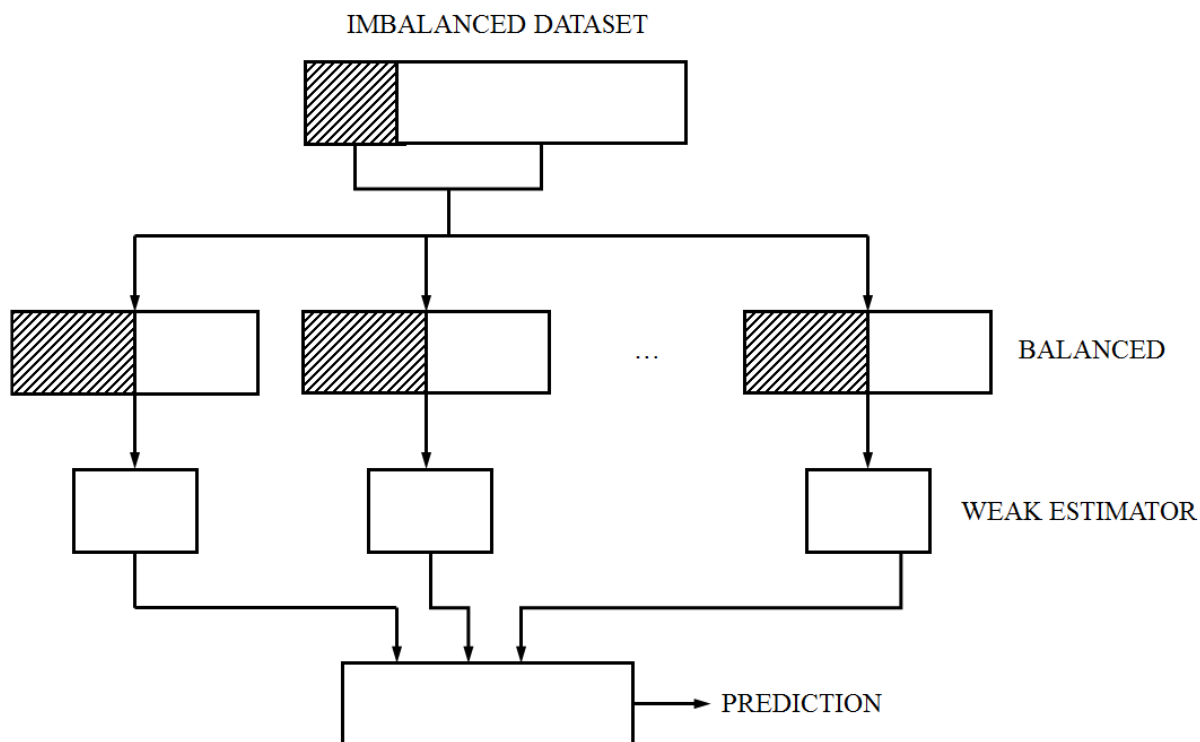 IMBALANCED DATASET
…
BALANCED
WEAK ESTIMATOR
PREDICTION